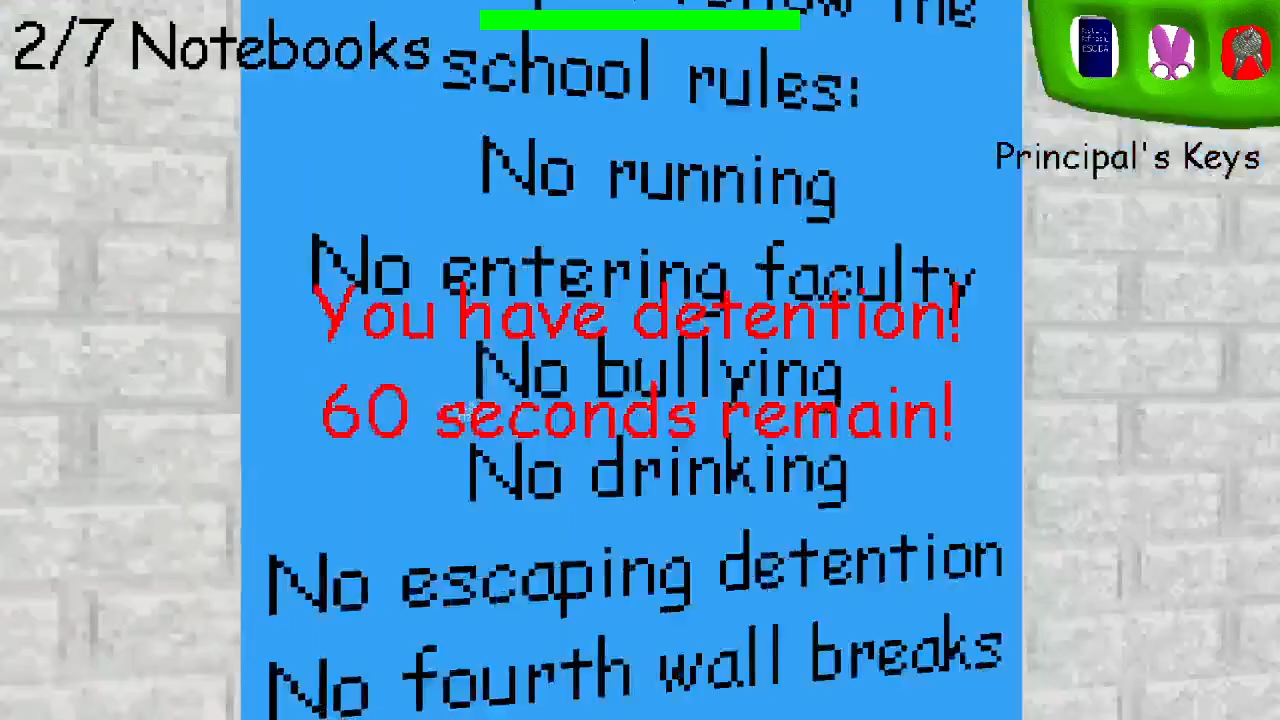 2/7 Notebooks
school rules:
No running
Principal's Keys
No entering faculty
You have detention!
No bullying
60 seconds remain!
No drinking
No escaping detention
No fourth wall breaks